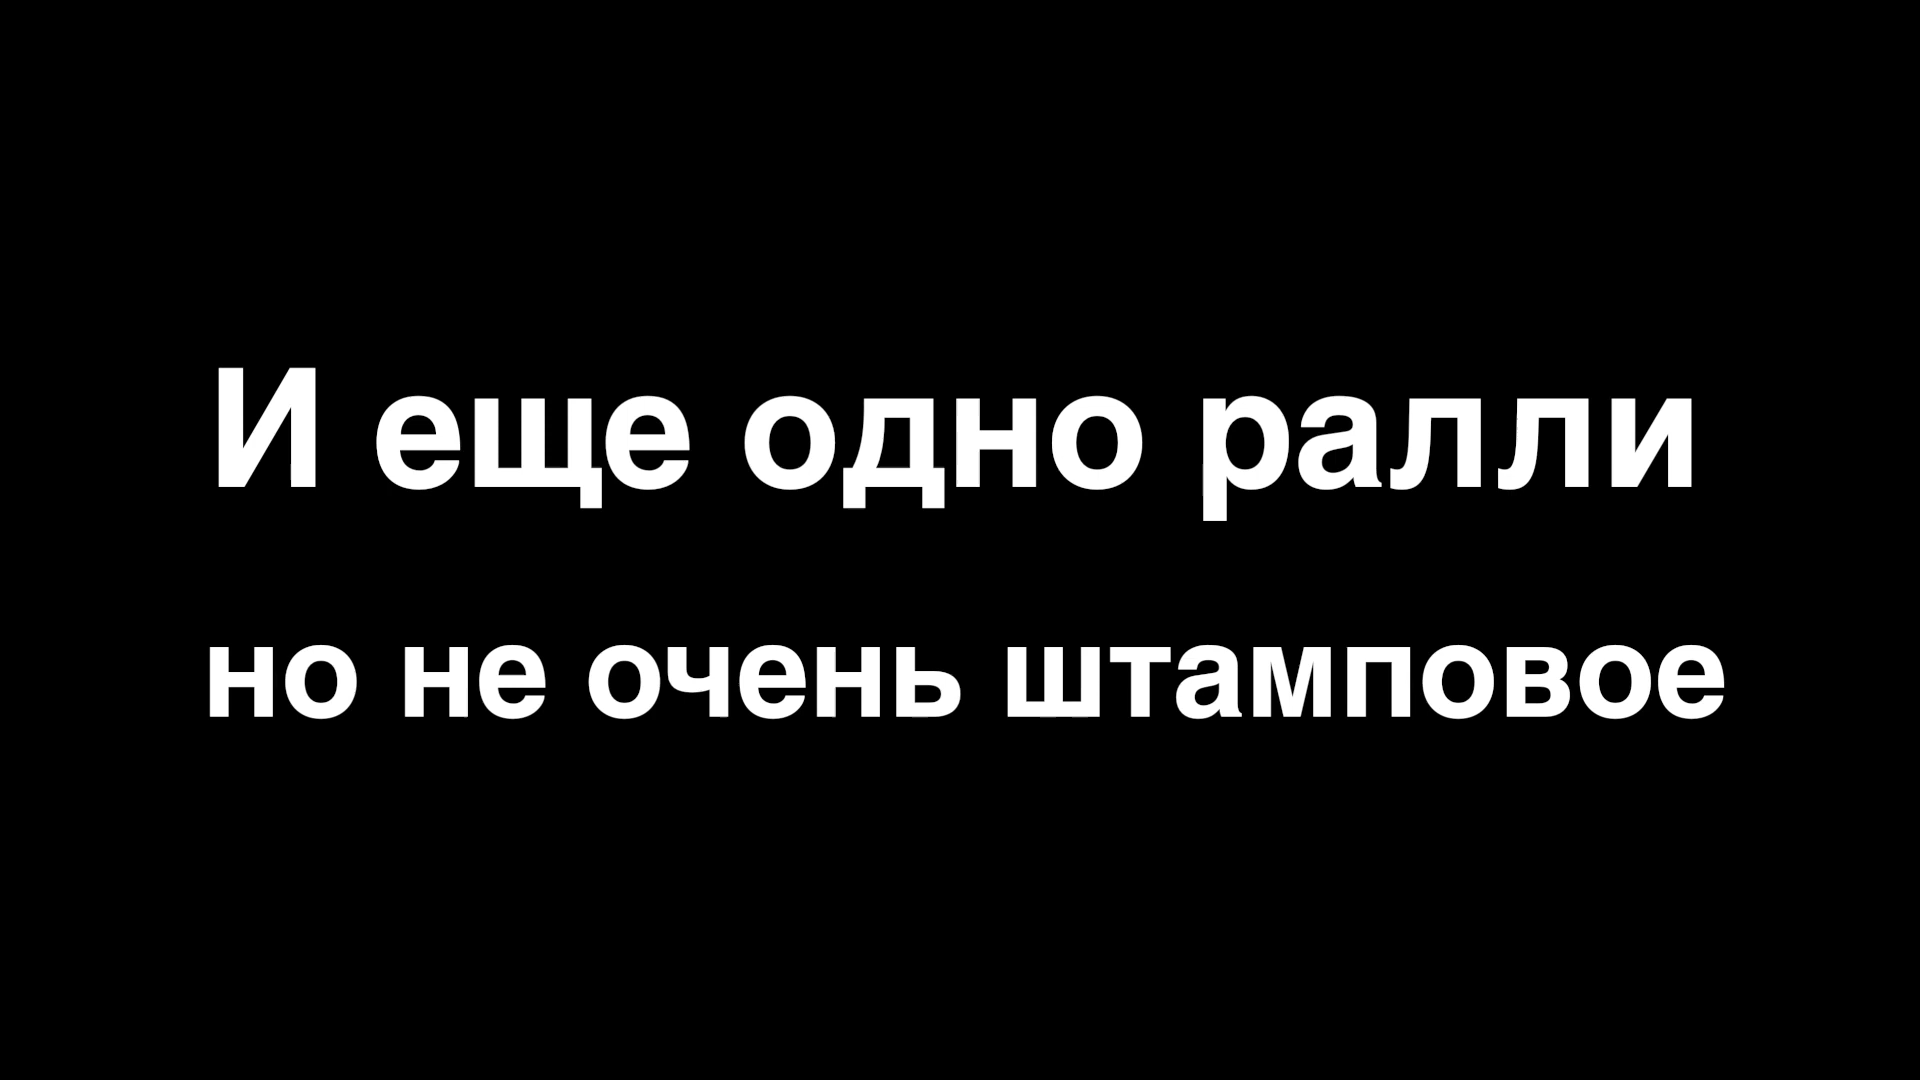 И еще одно ралли
но не очень штамповое